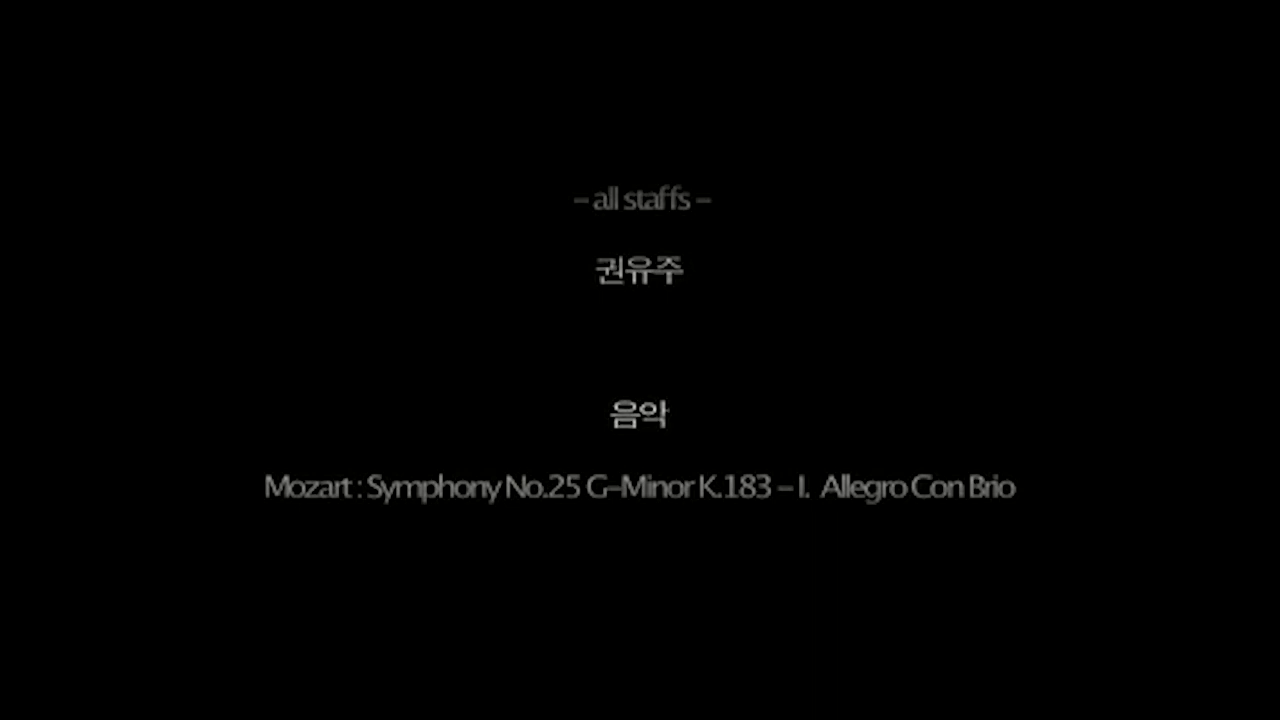 – all staffs –
권유주
음악
Mozart : Symphony No.25 G-Minor K.183 – I. Allegro Con Brio